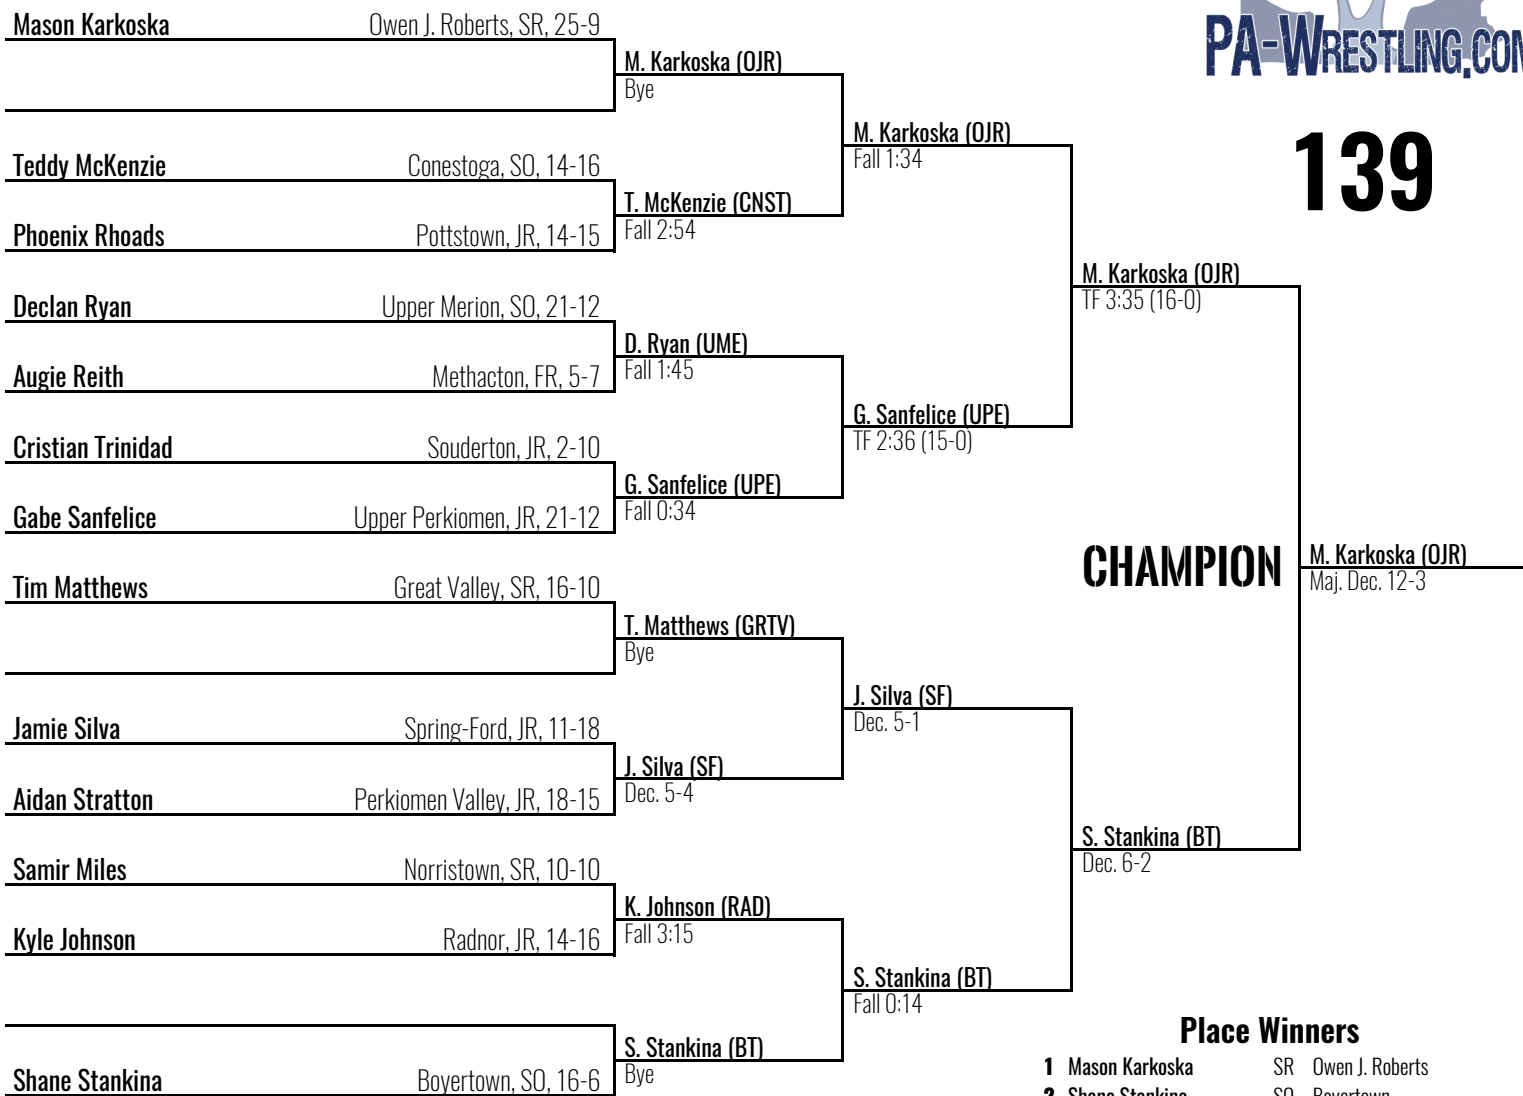 PA-WRESTLING.COM
139
Mason Karkoska Owen J. Roberts, SR, 25-9
M. Karkoska (OJR)
Bye
M. Karkoska (OJR)
Fall 1:34
Teddy McKenzie Conestoga, SO, 14-16
T. McKenzie (CNST)
Fall 2:54
Phoenix Rhoads Pottstown, JR, 14-15
M. Karkoska (OJR)
TF 3:35 (16-0)
Declan Ryan Upper Merion, SO, 21-12
D. Ryan (UME)
Fall 1:45
Augie Reith Methacton, FR, 5-7
G. Sanfelice (UPE)
TF 2:36 (15-0)
Cristian Trinidad Souderton, JR, 2-10
G. Sanfelice (UPE)
Fall 0:34
Gabe Sanfelice Upper Perkiomen, JR, 21-12
CHAMPION M. Karkoska (OJR)
Maj. Dec. 12-3
Tim Matthews Great Valley, SR, 16-10
T. Matthews (GRTV)
Bye
J. Silva (SF)
Dec. 5-1
Jamie Silva Spring-Ford, JR, 11-18
J. Silva (SF)
Dec. 5-4
Aidan Stratton Perkiomen Valley, JR, 18-15
S. Stankina (BT)
Dec. 6-2
Samir Miles Norristown, SR, 10-10
K. Johnson (RAD)
Fall 3:15
Kyle Johnson Radnor, JR, 14-16
S. Stankina (BT)
Fall 0:14
S. Stankina (BT)
Bye
Shane Stankina Boyertown, SO, 16-6
Place Winners
1 Mason Karkoska SR Owen J. Roberts
2 Shane Stankina SO Boyertown